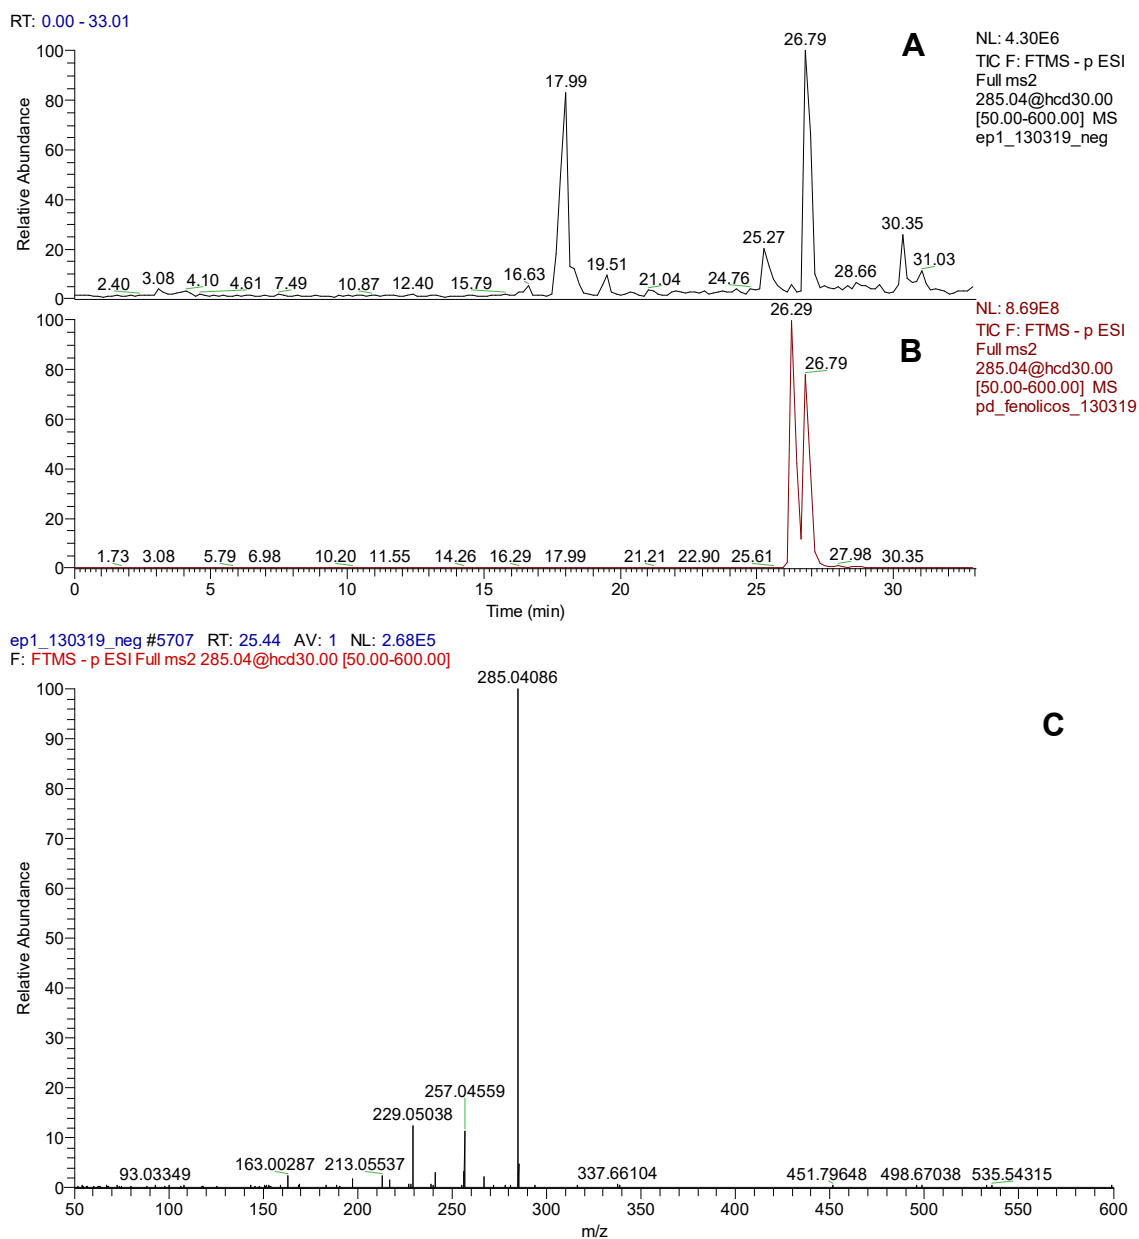 RT: 0.00 - 33.01
A
NL: 4.30E6
TIC F: FTMS - p ESI
Full ms2
285.04@hcd30.00
[50.00-600.00] MS
ep1_130319_neg
Relative Abundance
100
80
60
40
20
0
2.40 3.08 4.10 4.61 7.49 10.87 12.40 15.79 16.63 17.99 19.51 21.04 24.76 25.27 26.79 28.66 30.35 31.03
B
NL: 8.69E8
TIC F: FTMS - p ESI
Full ms2
285.04@hcd30.00
[50.00-600.00] MS
pd_fenolicos_130319
100
80
60
40
20
0
1.73 3.08 5.79 6.98 10.20 11.55 14.26 16.29 17.99 21.21 22.90 25.61 26.29 26.79 27.98 30.35
0 5 10 15 20 25 30
Time (min)
ep1_130319_neg #5707 RT: 25.44 AV: 1 NL: 2.68E5
F: FTMS - p ESI Full ms2 285.04@hcd30.00 [50.00-600.00]
C
Relative Abundance
100
90
80
70
60
50
40
30
20
10
0
93.03349 163.00287 213.05537 229.05038 257.04559 285.04086 337.66104 451.79648 498.67038 535.54315
50 100 150 200 250 300 350 400 450 500 550 600
m/z